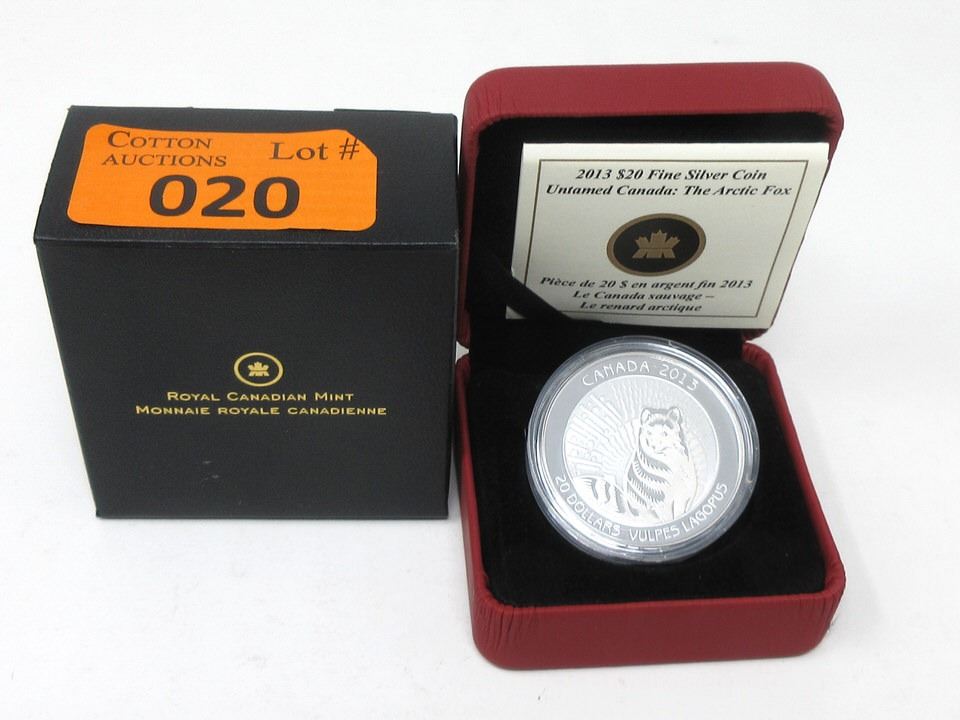 COTTON
AUCTIONS
Lot #
020
ROYAL CANADIAN MINT
MONNAIE ROYALE CANADIENNE
2013 $20 Fine Silver Coin
Untamed Canada: The Arctic Fox
Pièce de 20 $ en argent fin 2013
Le Canada sauvage –
Le renard arctique
CANADA · 2013
20 DOLLARS VULPES LAGOPUS